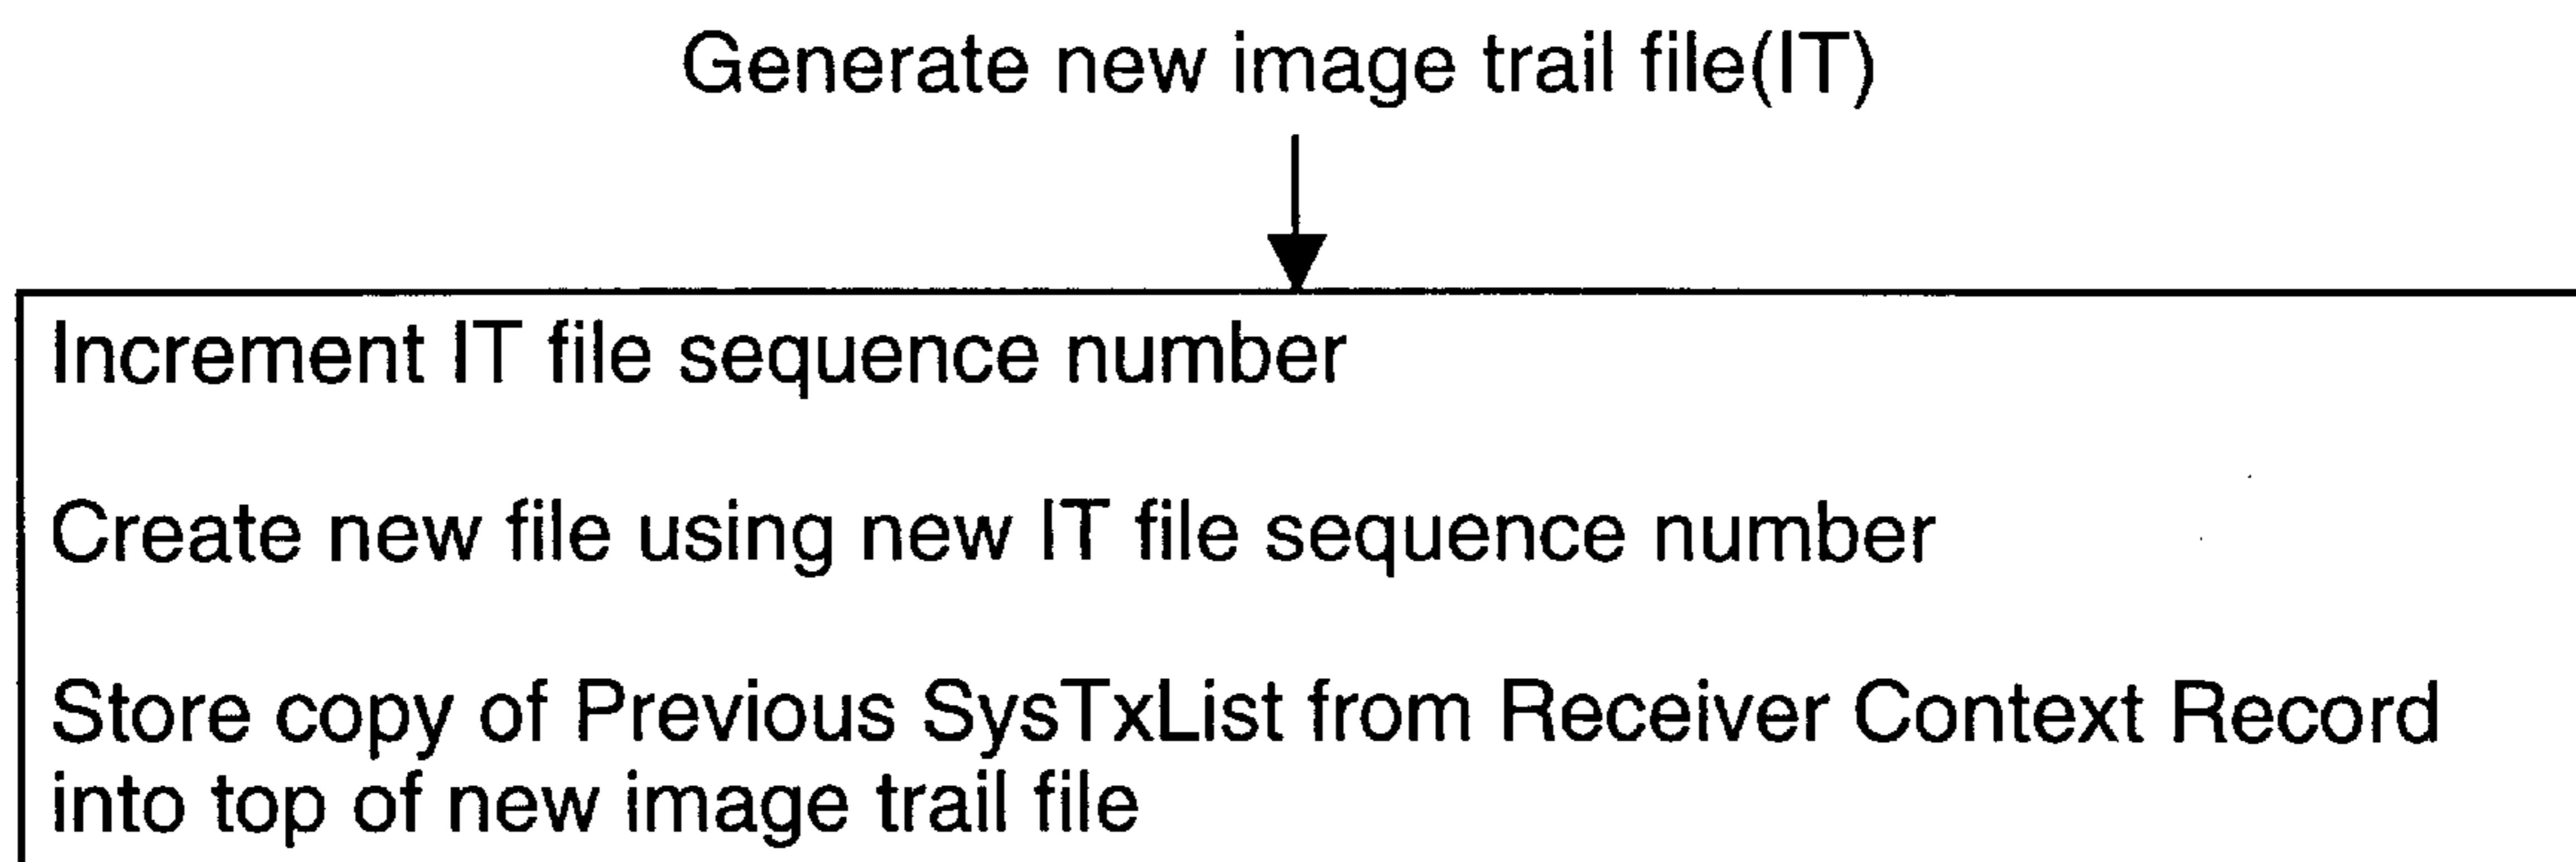 Generate new image trail file(IT)
Increment IT file sequence number
Create new file using new IT file sequence number
Store copy of Previous SysTxList from Receiver Context Record
into top of new image trail file